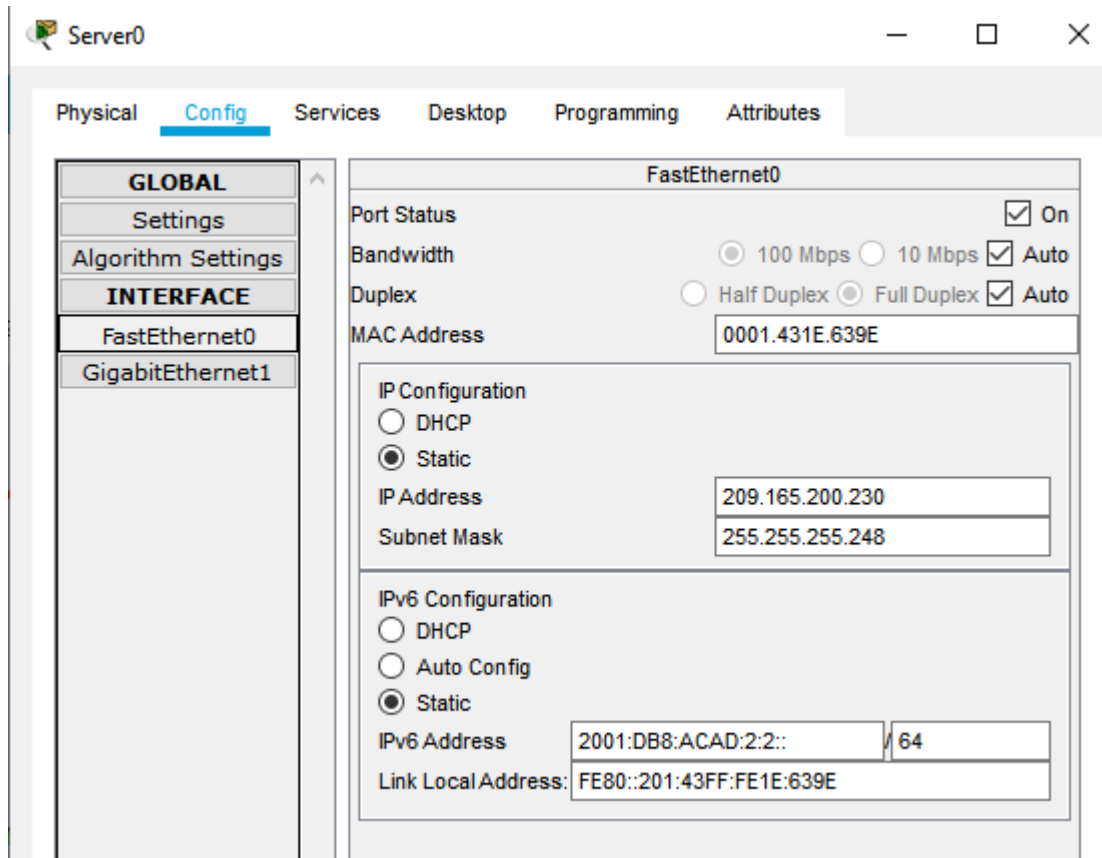 Server0
Physical Config Services Desktop Programming Attributes
GLOBAL
Settings
Algorithm Settings
INTERFACE
FastEthernet0
GigabitEthernet1
FastEthernet0
Port Status On
Bandwidth 100 Mbps 10 Mbps Auto
Duplex Half Duplex Full Duplex Auto
MAC Address 0001.431E.639E
IP Configuration
DHCP
Static
IP Address 209.165.200.230
Subnet Mask 255.255.255.248
IPv6 Configuration
DHCP
Auto Config
Static
IPv6 Address 2001:DB8:ACAD:2:2:: / 64
Link Local Address: FE80::201:43FF:FE1E:639E